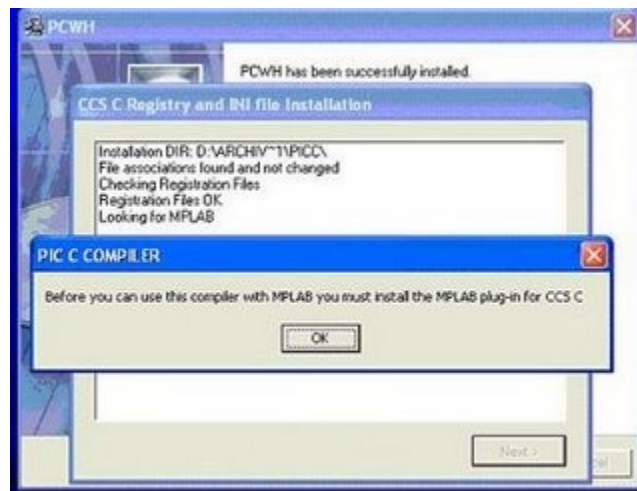 PCWH
PCWH has been successfully installed.
CCS C Registry and INI file Installation
Installation DIR: D:\ARCHIV~1\PICC\
File associations found and not changed
Checking Registration Files
Registration Files OK
Looking for MPLAB
PIC C COMPILER
Before you can use this compiler with MPLAB you must install the MPLAB plug-in for CCS C
OK
Next >